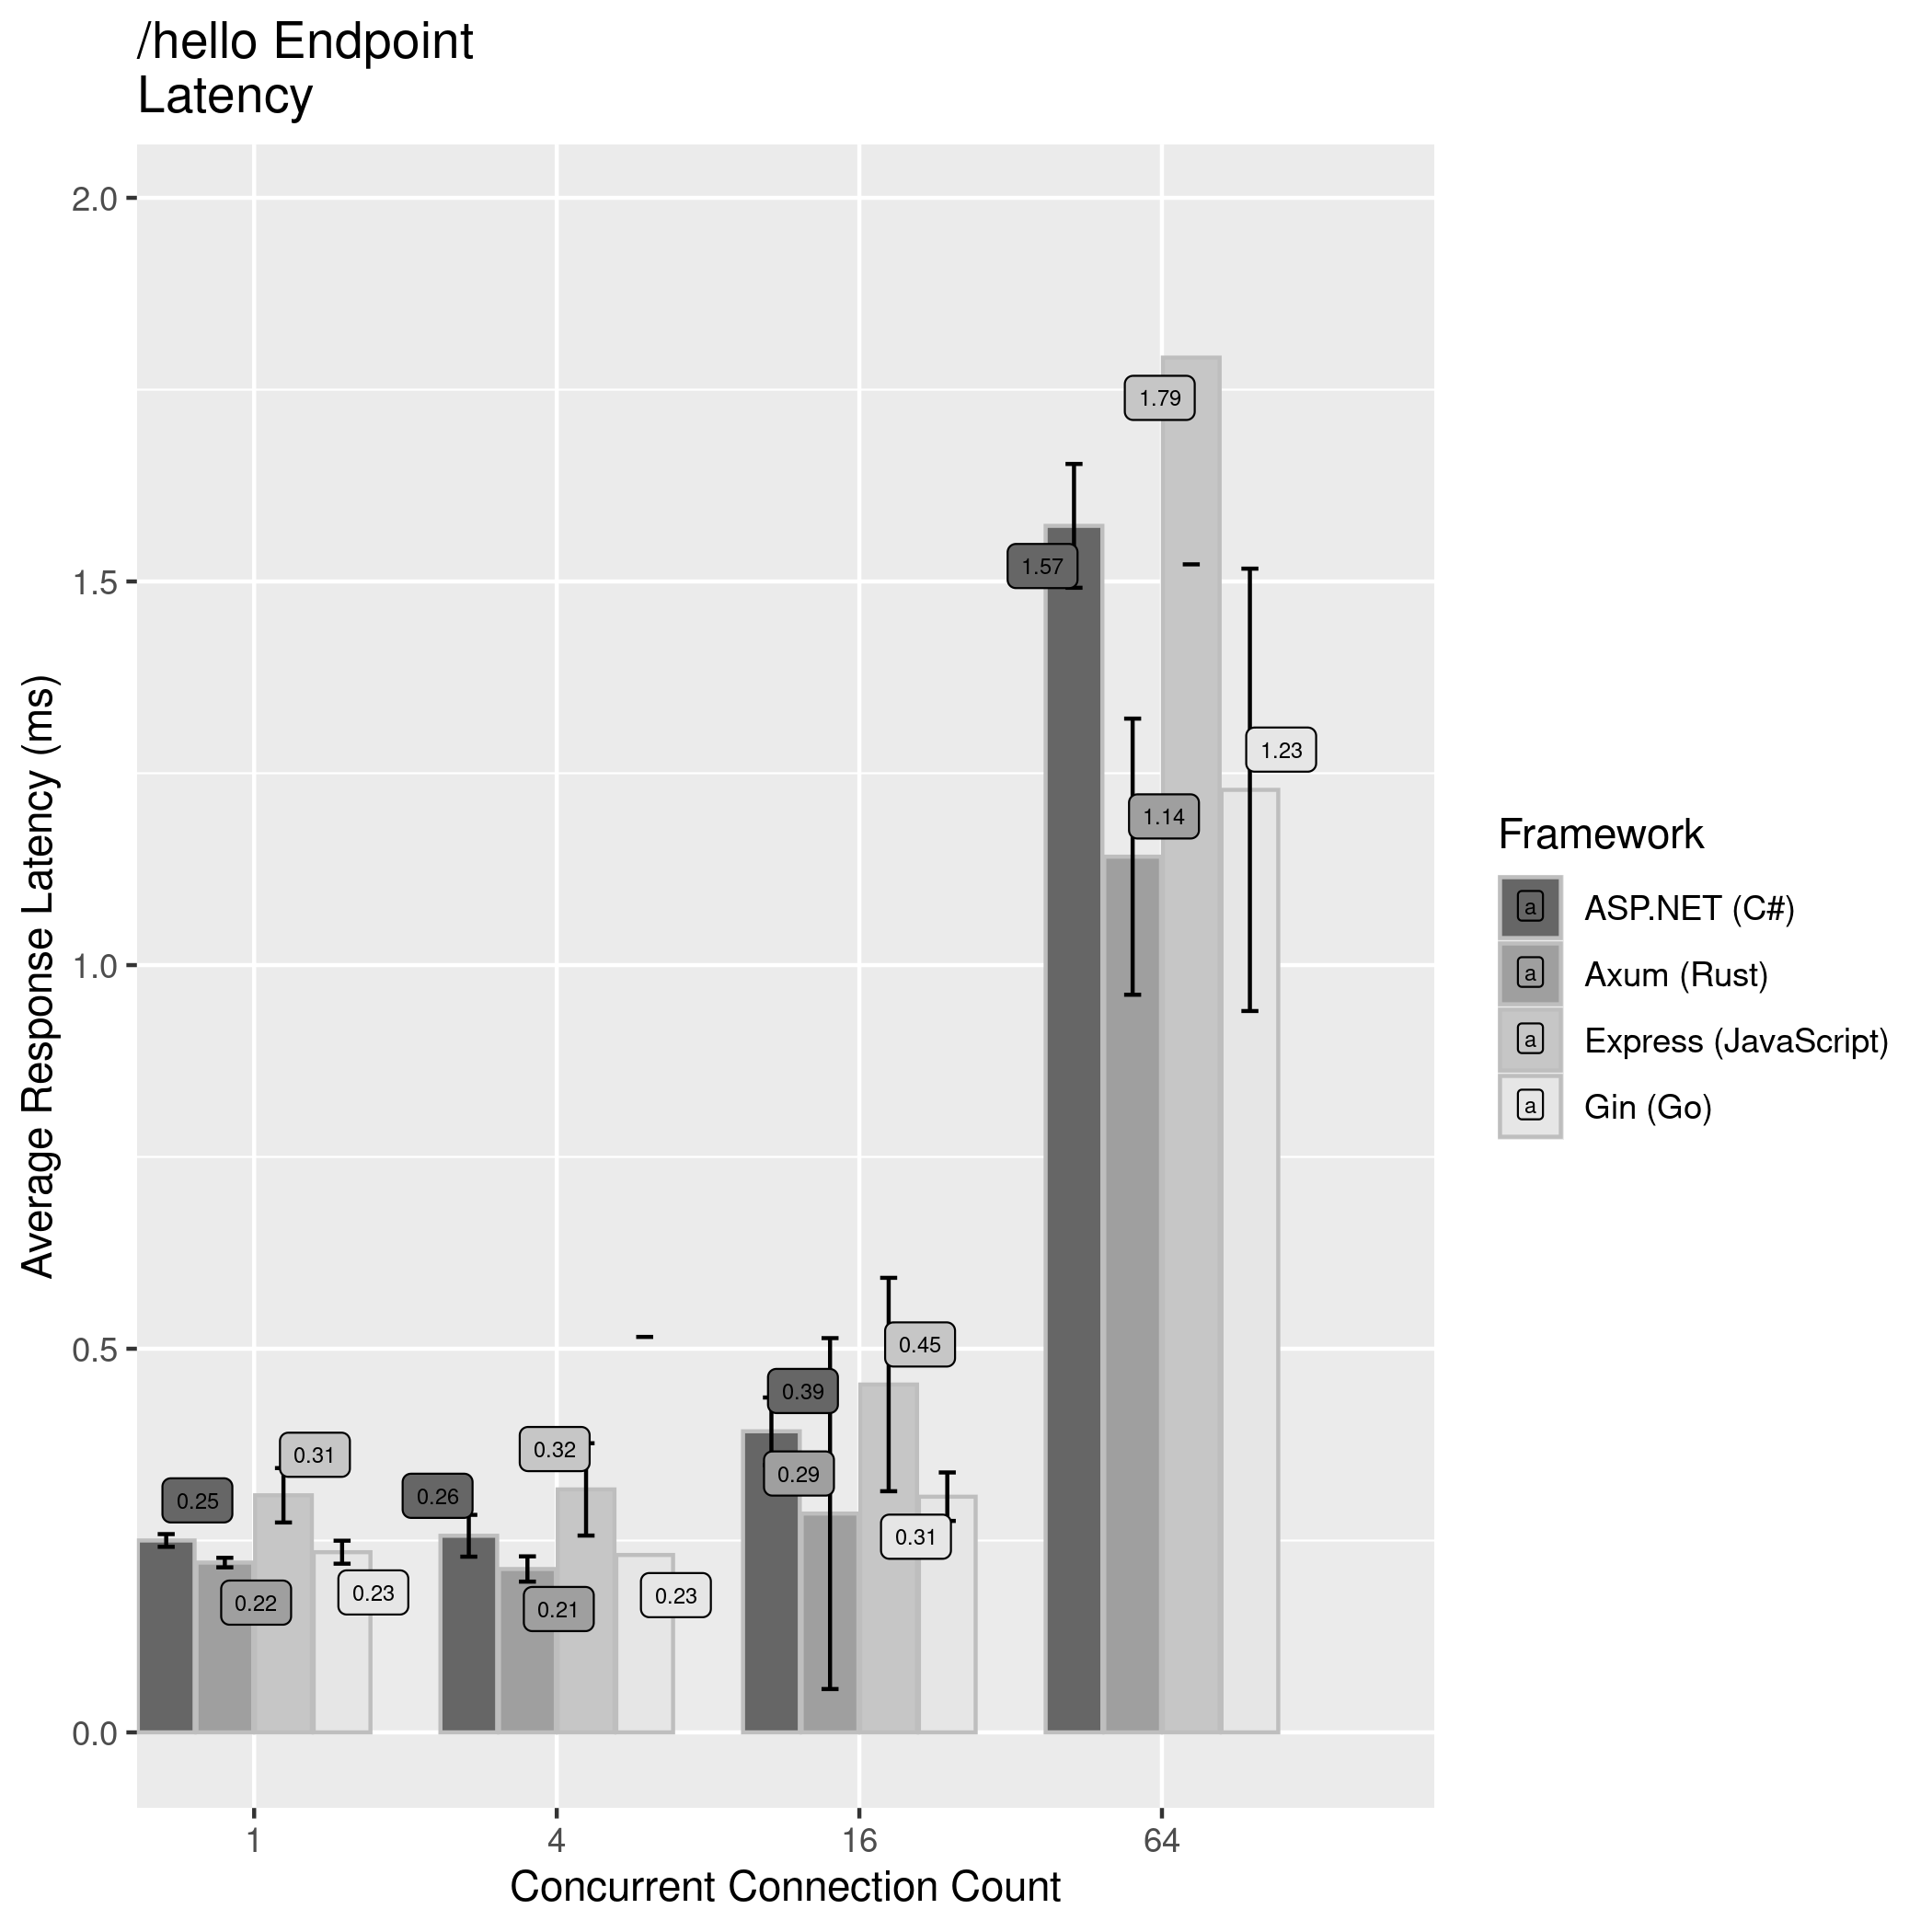 /hello Endpoint
Latency
Average Response Latency (ms)
2.0
1.5
1.0
0.5
0.0
1.79
1.57
1.23
1.14
0.45
0.39
0.31
0.32
0.29
0.25
0.26
0.31
0.22
0.23
0.21
0.23
1
4
16
64
Concurrent Connection Count
Framework
a ASP.NET (C#)
a Axum (Rust)
a Express (JavaScript)
a Gin (Go)